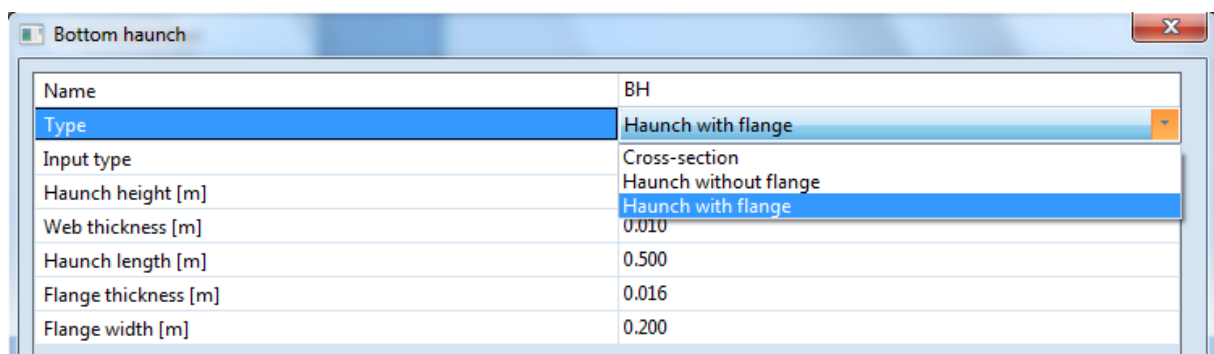 Bottom haunch
Name BH
Type Haunch with flange
Input type Cross-section
Haunch without flange
Haunch height [m] Haunch with flange
Web thickness [m] 0.010
Haunch length [m] 0.500
Flange thickness [m] 0.016
Flange width [m] 0.200